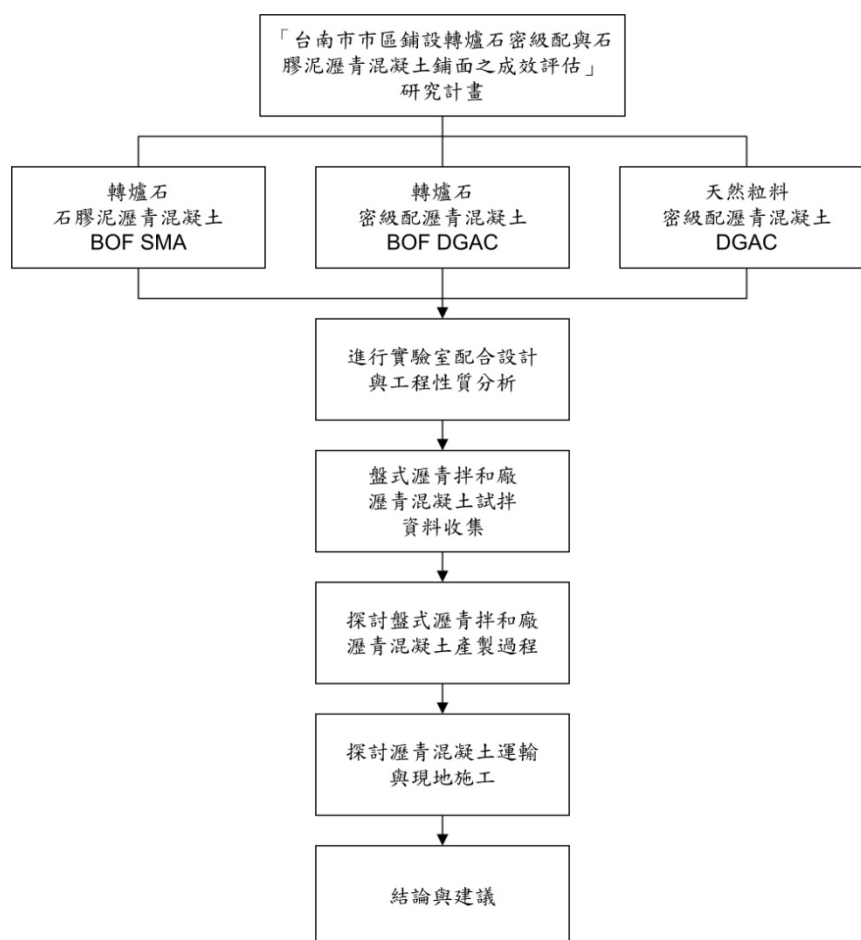 「台南市市區鋪設轉爐石密級配與石
膠泥瀝青混凝土鋪面之成效評估」
研究計畫
轉爐石
石膠泥瀝青混凝土
BOF SMA
轉爐石
密級配瀝青混凝土
BOF DGAC
天然粒料
密級配瀝青混凝土
DGAC
進行實驗室配合設計
與工程性質分析
盤式瀝青拌和廠
瀝青混凝土試拌
資料收集
探討盤式瀝青拌和廠
瀝青混凝土產製過程
探討瀝青混凝土運輸
與現地施工
結論與建議